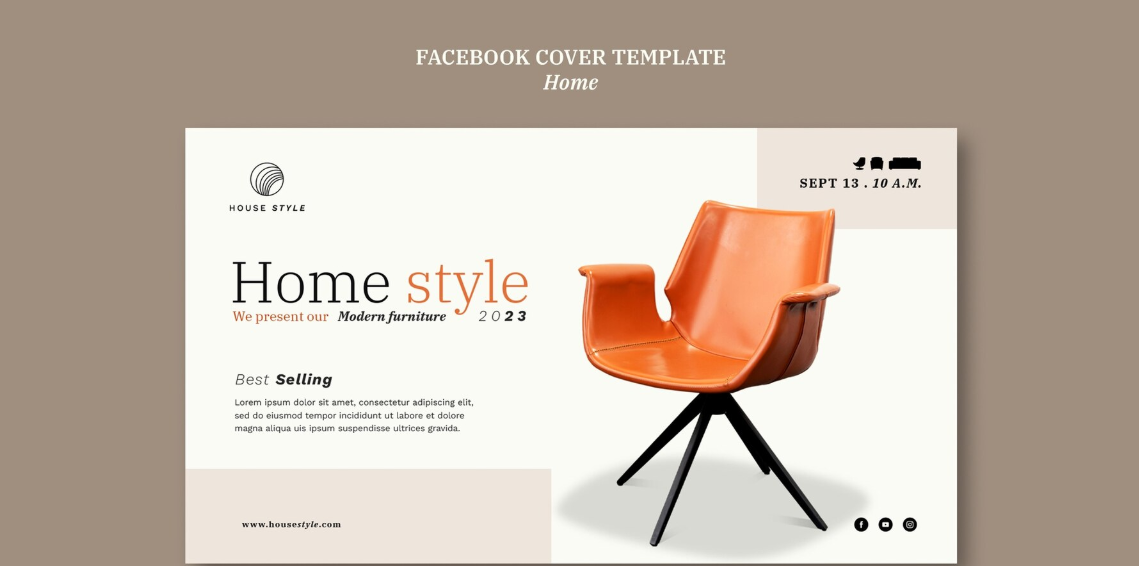 FACEBOOK COVER TEMPLATE
Home
HOUSE STYLE
SEPT 13 . 10 A.M.
Home style
We present our Modern furniture 2023
Best Selling
Lorem ipsum dolor sit amet, consectetur adipiscing elit,
sed do eiusmod tempor incididunt ut labore et dolore
magna aliqua uis ipsum suspendisse ultrices gravida.
www.housestyle.com